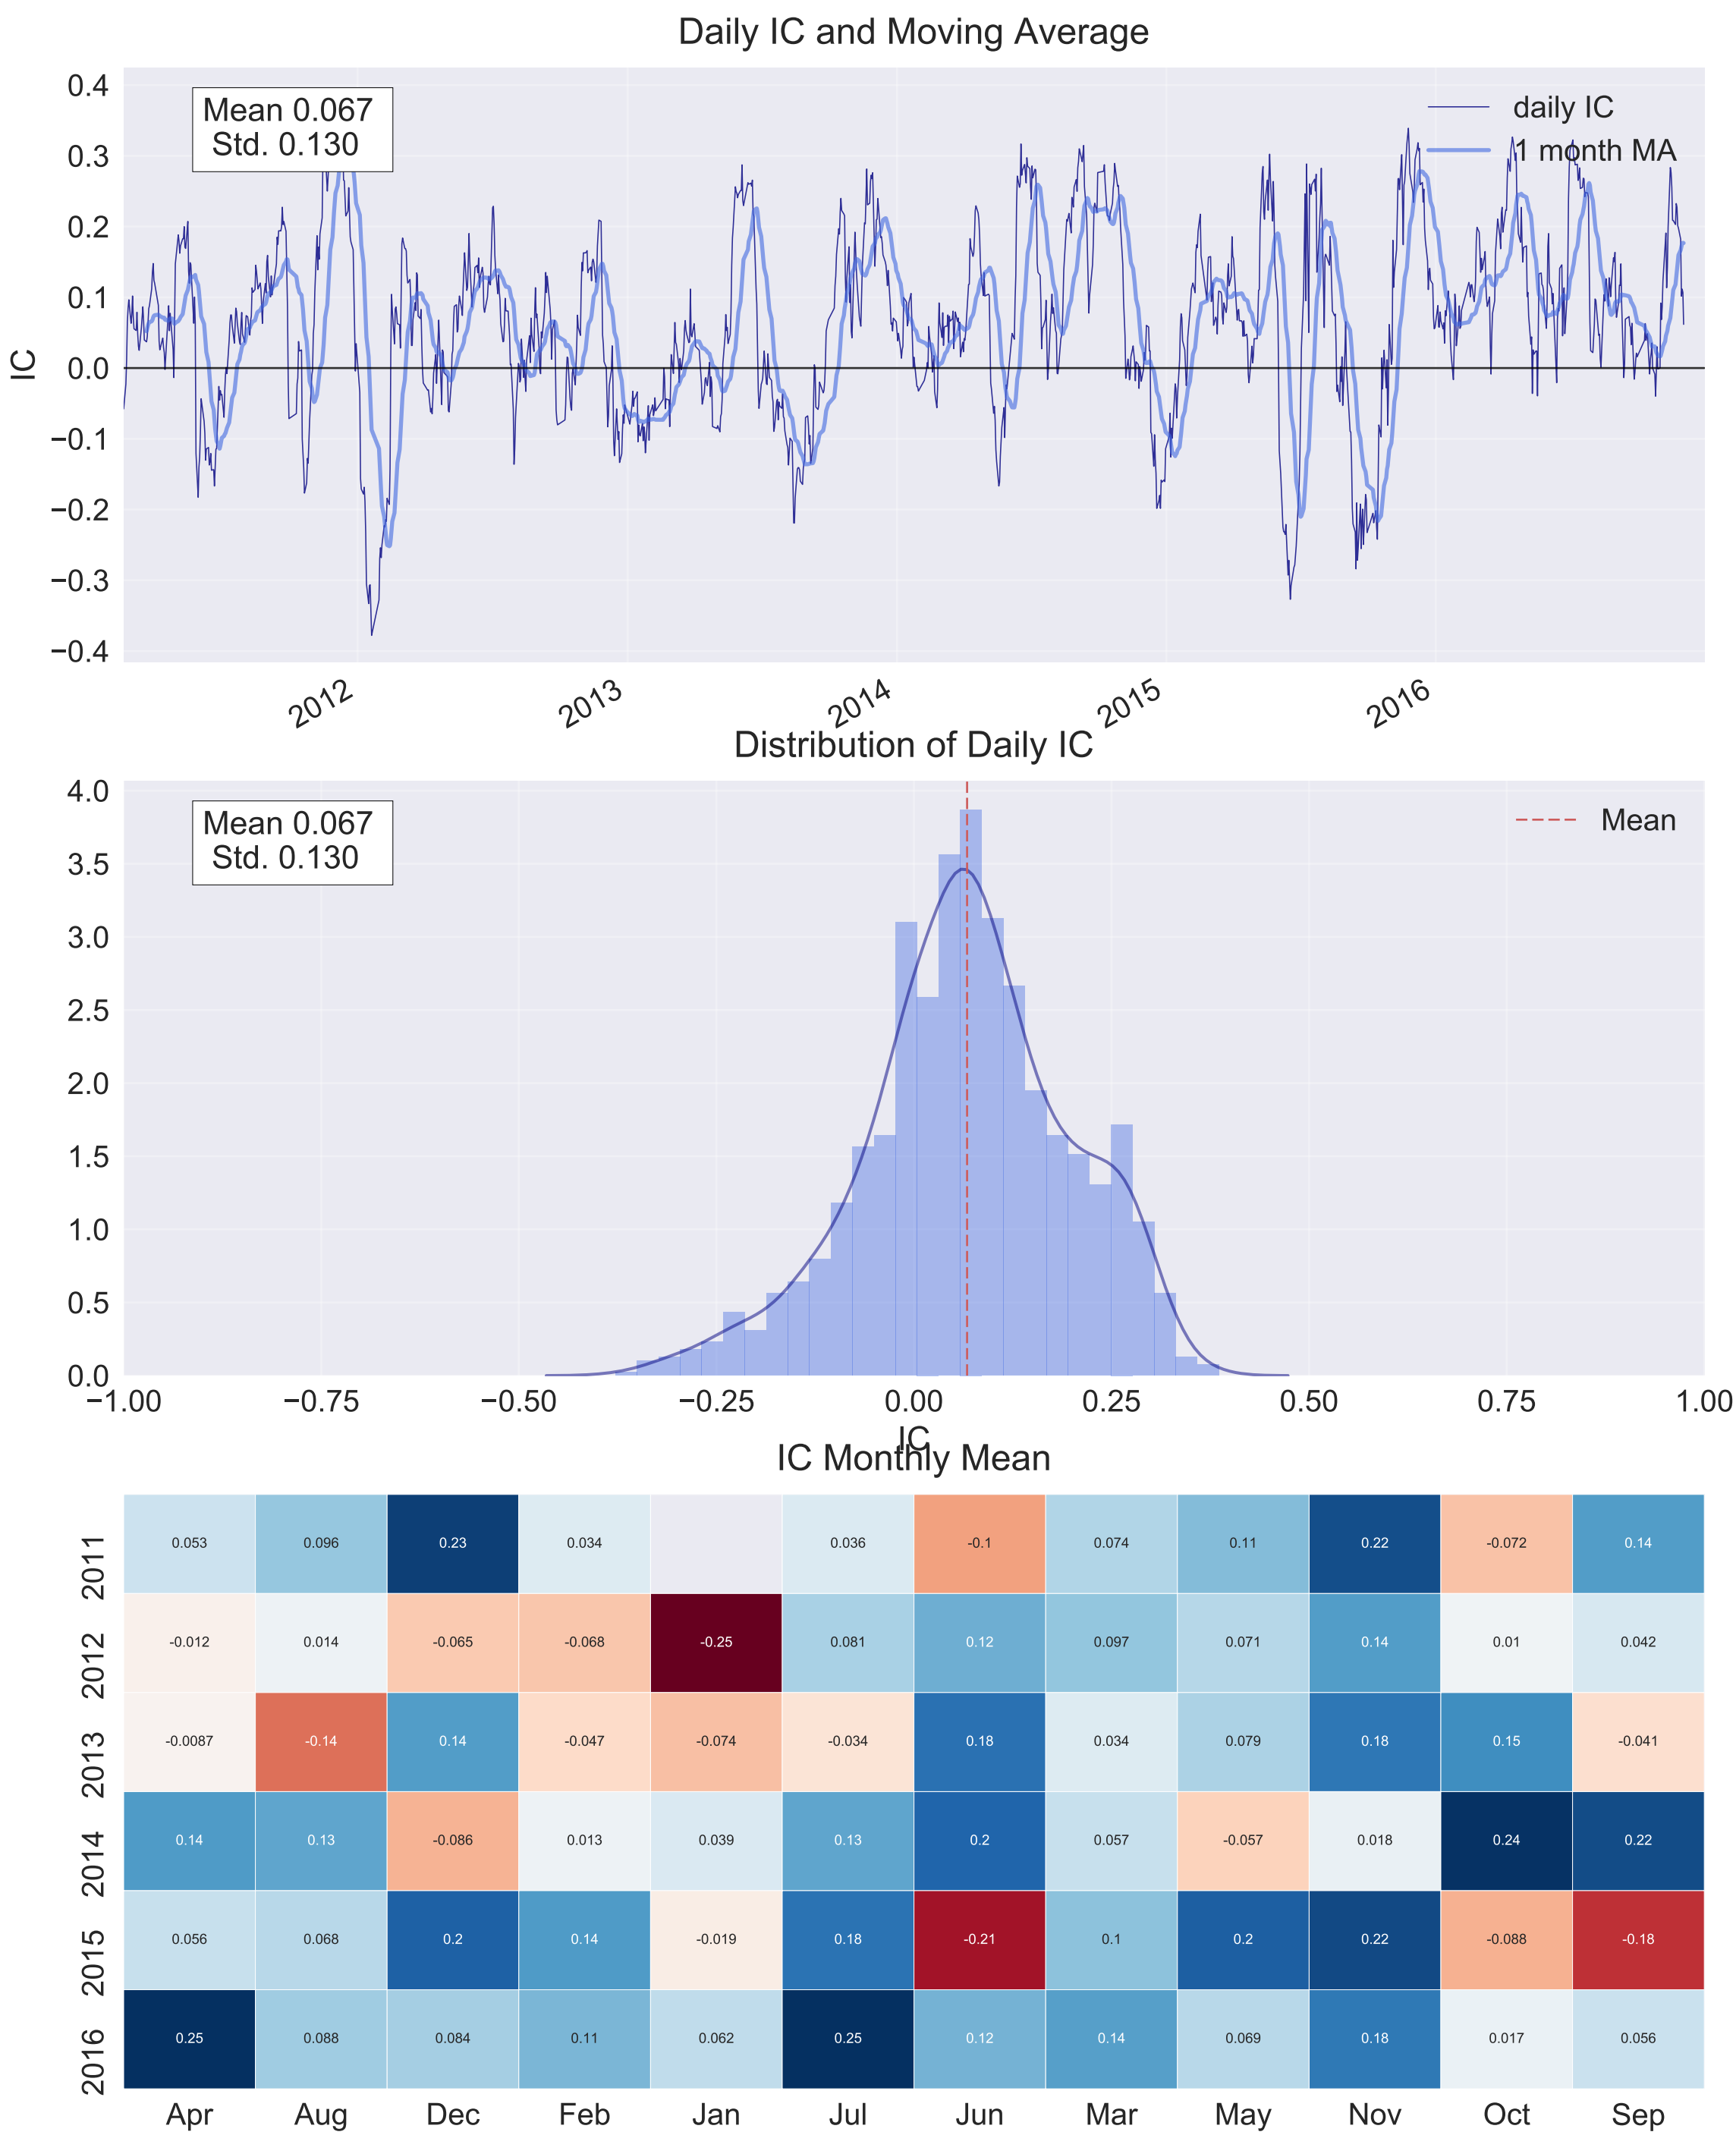 Daily IC and Moving Average
0.4
0.3
0.2
0.1
0.0
−0.1
−0.2
−0.3
−0.4
IC
Mean 0.067
Std. 0.130
daily IC
1 month MA
2012
2013
2014
2015
2016
Distribution of Daily IC
4.0
3.5
3.0
2.5
2.0
1.5
1.0
0.5
0.0
Mean 0.067
Std. 0.130
Mean
−1.00 −0.75 −0.50 −0.25 0.00 0.25 0.50 0.75 1.00
IC
IC Monthly Mean
2011 0.053 0.096 0.23 0.034 0.036 -0.1 0.074 0.11 0.22 -0.072 0.14
2012 -0.012 0.014 -0.065 -0.068 -0.25 0.081 0.12 0.097 0.071 0.14 0.01 0.042
2013 -0.0087 -0.14 0.14 -0.047 -0.074 -0.034 0.18 0.034 0.079 0.18 0.15 -0.041
2014 0.14 0.13 -0.086 0.013 0.039 0.13 0.2 0.057 -0.057 0.018 0.24 0.22
2015 0.056 0.068 0.2 0.14 -0.019 0.18 -0.21 0.1 0.2 0.22 -0.088 -0.18
2016 0.25 0.088 0.084 0.11 0.062 0.25 0.12 0.14 0.069 0.18 0.017 0.056
Apr Aug Dec Feb Jan Jul Jun Mar May Nov Oct Sep